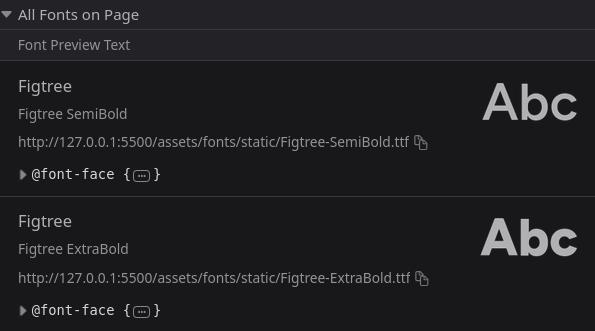 All Fonts on Page
Font Preview Text
Figtree
Abc
Figtree SemiBold
http://127.0.0.1:5500/assets/fonts/static/Figtree-SemiBold.ttf
@font-face {⋯}
Figtree
Abc
Figtree ExtraBold
http://127.0.0.1:5500/assets/fonts/static/Figtree-ExtraBold.ttf
@font-face {⋯}